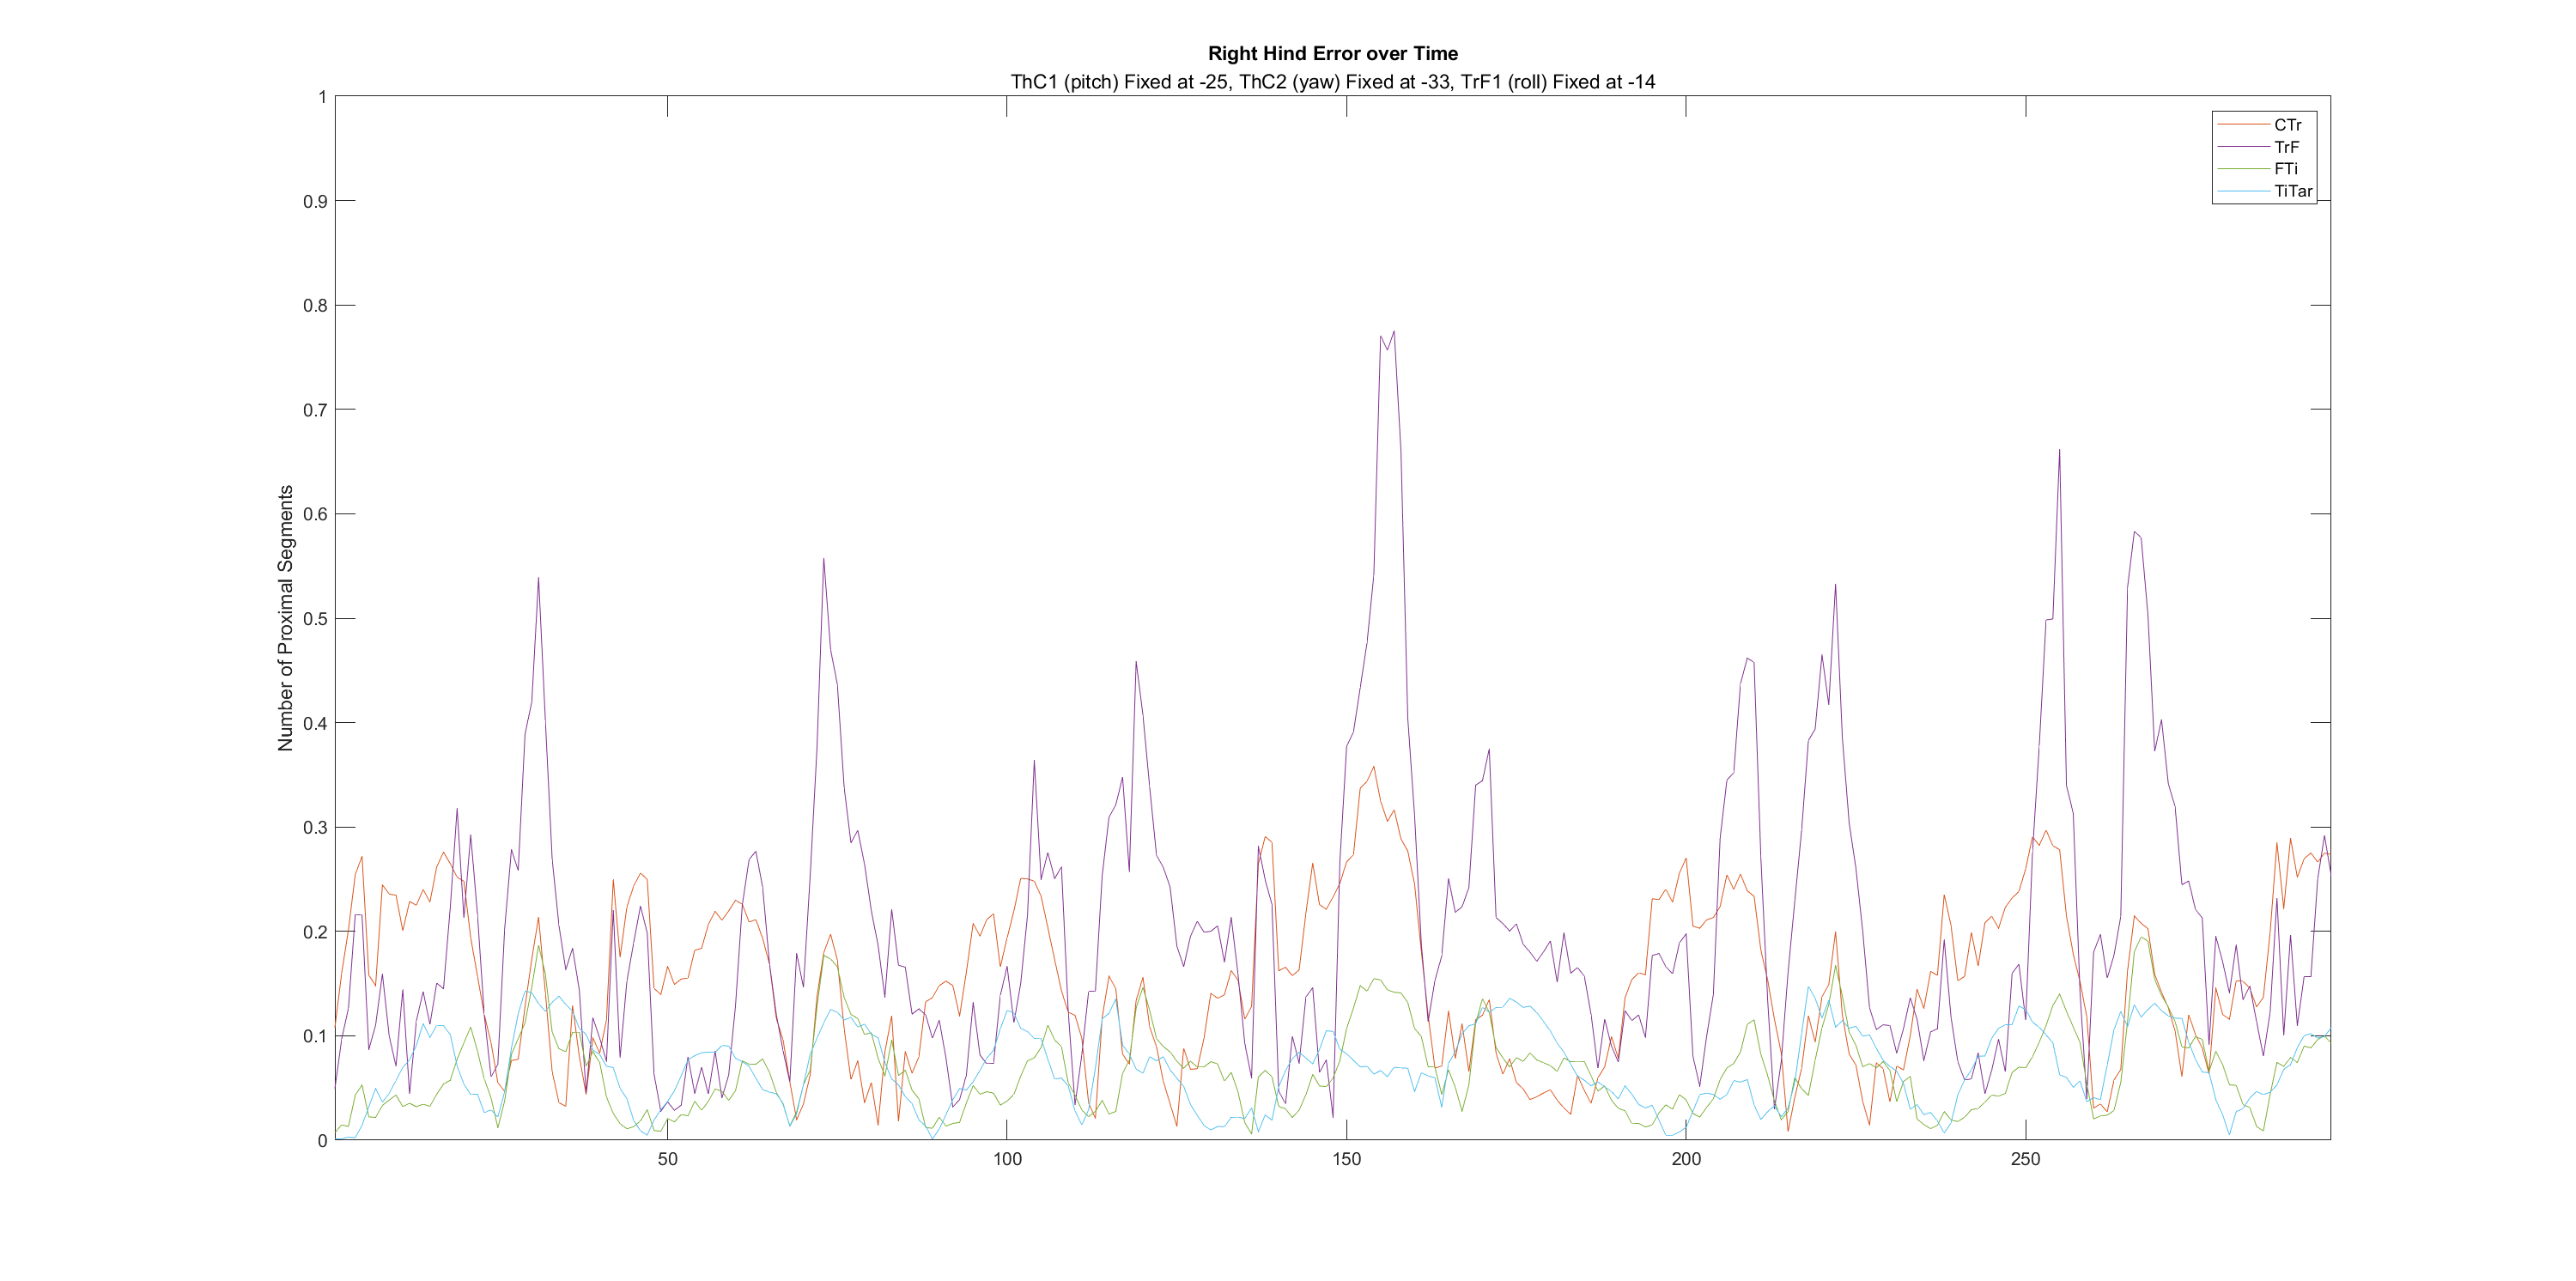 Right Hind Error over Time
ThC1 (pitch) Fixed at -25, ThC2 (yaw) Fixed at -33, TrF1 (roll) Fixed at -14
1
0.9
0.8
0.7
0.6
0.5
0.4
0.3
0.2
0.1
0
Number of Proximal Segments
CTr
TrF
FTi
TiTar
50
100
150
200
250